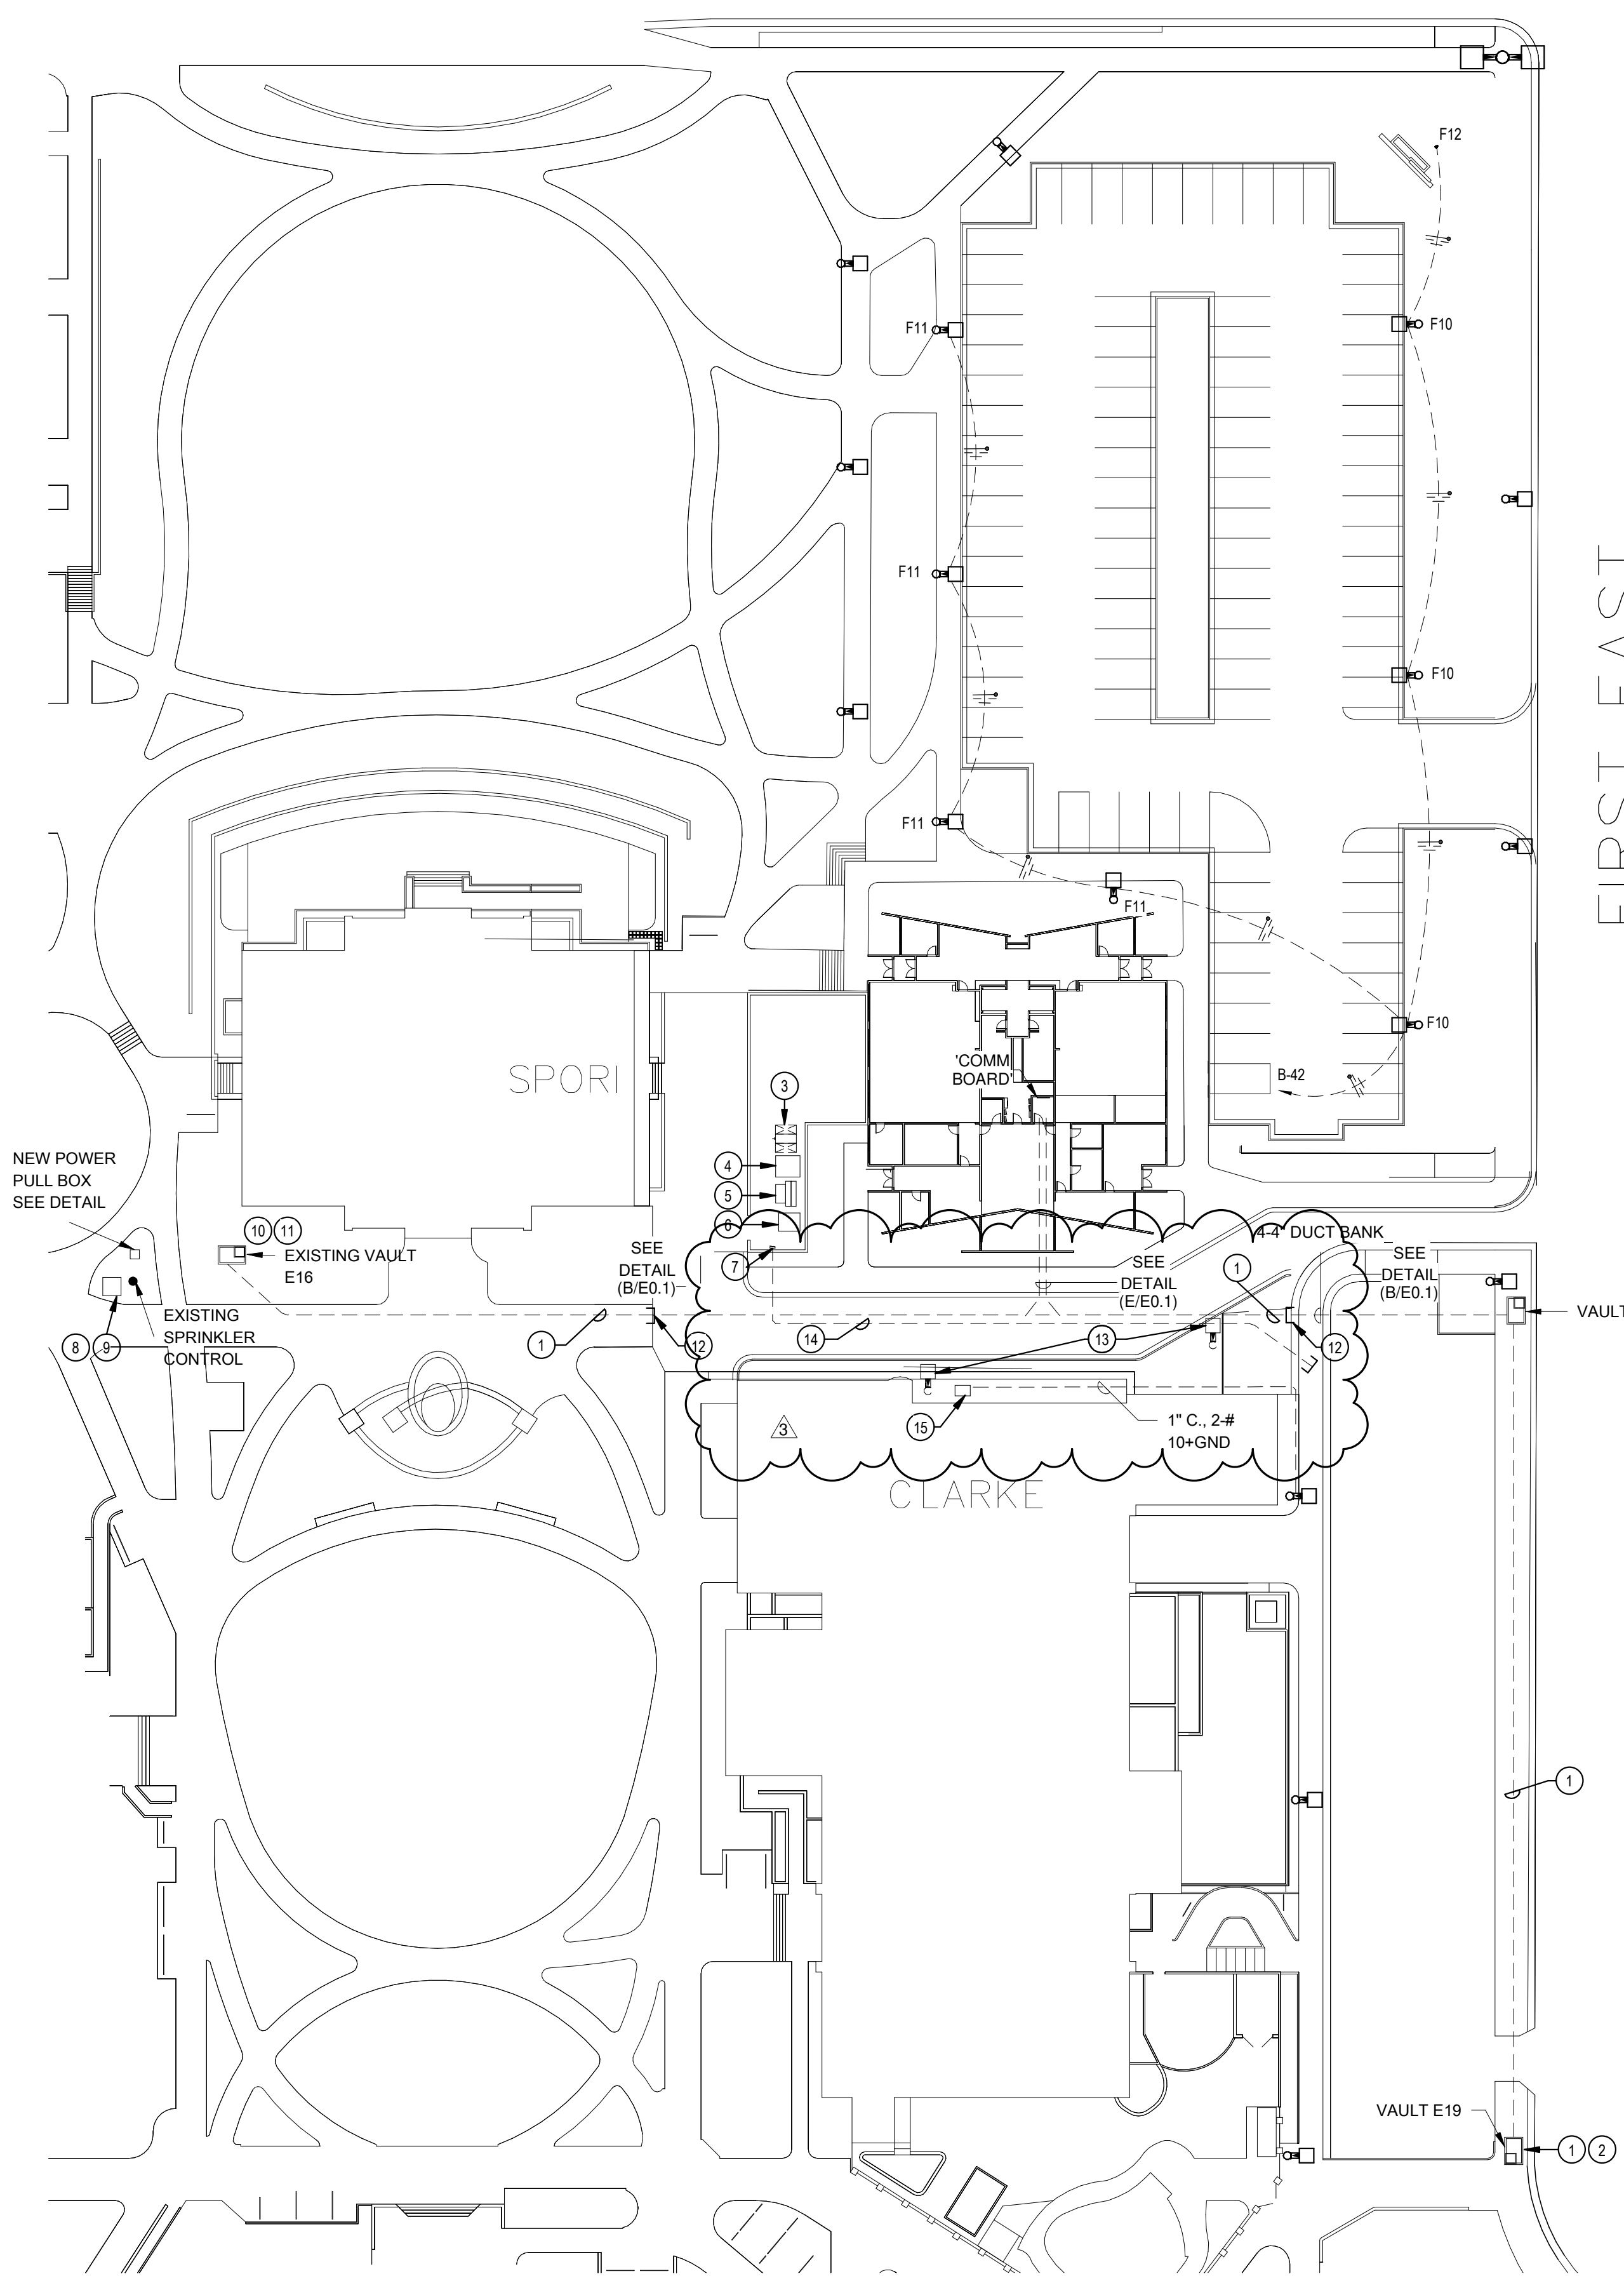 F12
F11
F10
F11
F10
FIRST EAST
F11
F11
F10
'COMM
BOARD'
B-42
SPORI
3
4
5
6
7
NEW POWER
PULL BOX
SEE DETAIL
10
11
EXISTING VAULT
E16
SEE
DETAIL
(B/E0.1)
4-4" DUCT BANK
SEE
DETAIL
(E/E0.1)
1
SEE
DETAIL
(B/E0.1)
VAULT
EXISTING
SPRINKLER
CONTROL
8
9
1
12
14
13
12
15
1" C., 2-#
10+GND
3
CLARKE
1
VAULT E19
1
2